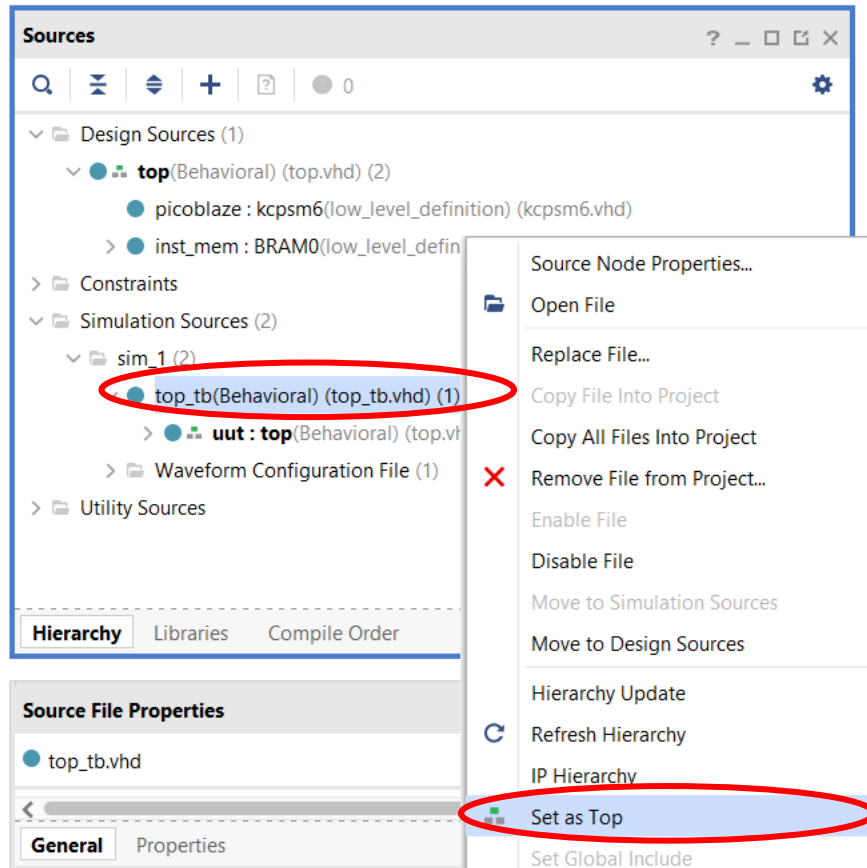 Sources
0
Design Sources (1)
top(Behavioral) (top.vhd) (2)
picoblaze : kcpsm6(low_level_definition) (kcpsm6.vhd)
inst_mem : BRAM0(low_level_defin
Constraints
Simulation Sources (2)
sim_1 (2)
top_tb(Behavioral) (top_tb.vhd) (1)
uut : top(Behavioral) (top.vh
Waveform Configuration File (1)
Utility Sources
Hierarchy Libraries Compile Order
Source File Properties
top_tb.vhd
General Properties
Source Node Properties...
Open File
Replace File...
Copy File Into Project
Copy All Files Into Project
Remove File from Project...
Enable File
Disable File
Move to Simulation Sources
Move to Design Sources
Hierarchy Update
Refresh Hierarchy
IP Hierarchy
Set as Top
Set Global Include